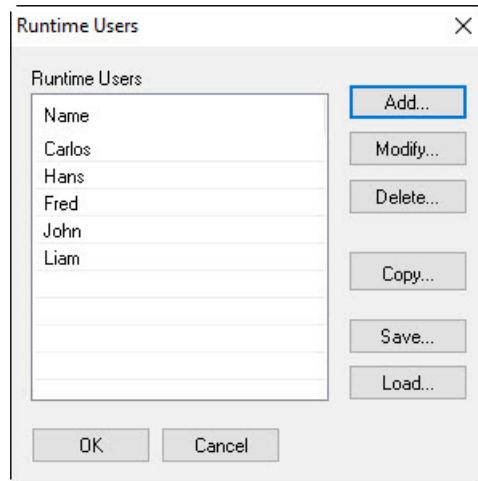 Runtime Users
Runtime Users
Name
Carlos
Hans
Fred
John
Liam
Add...
Modify...
Delete...
Copy...
Save...
Load...
OK
Cancel